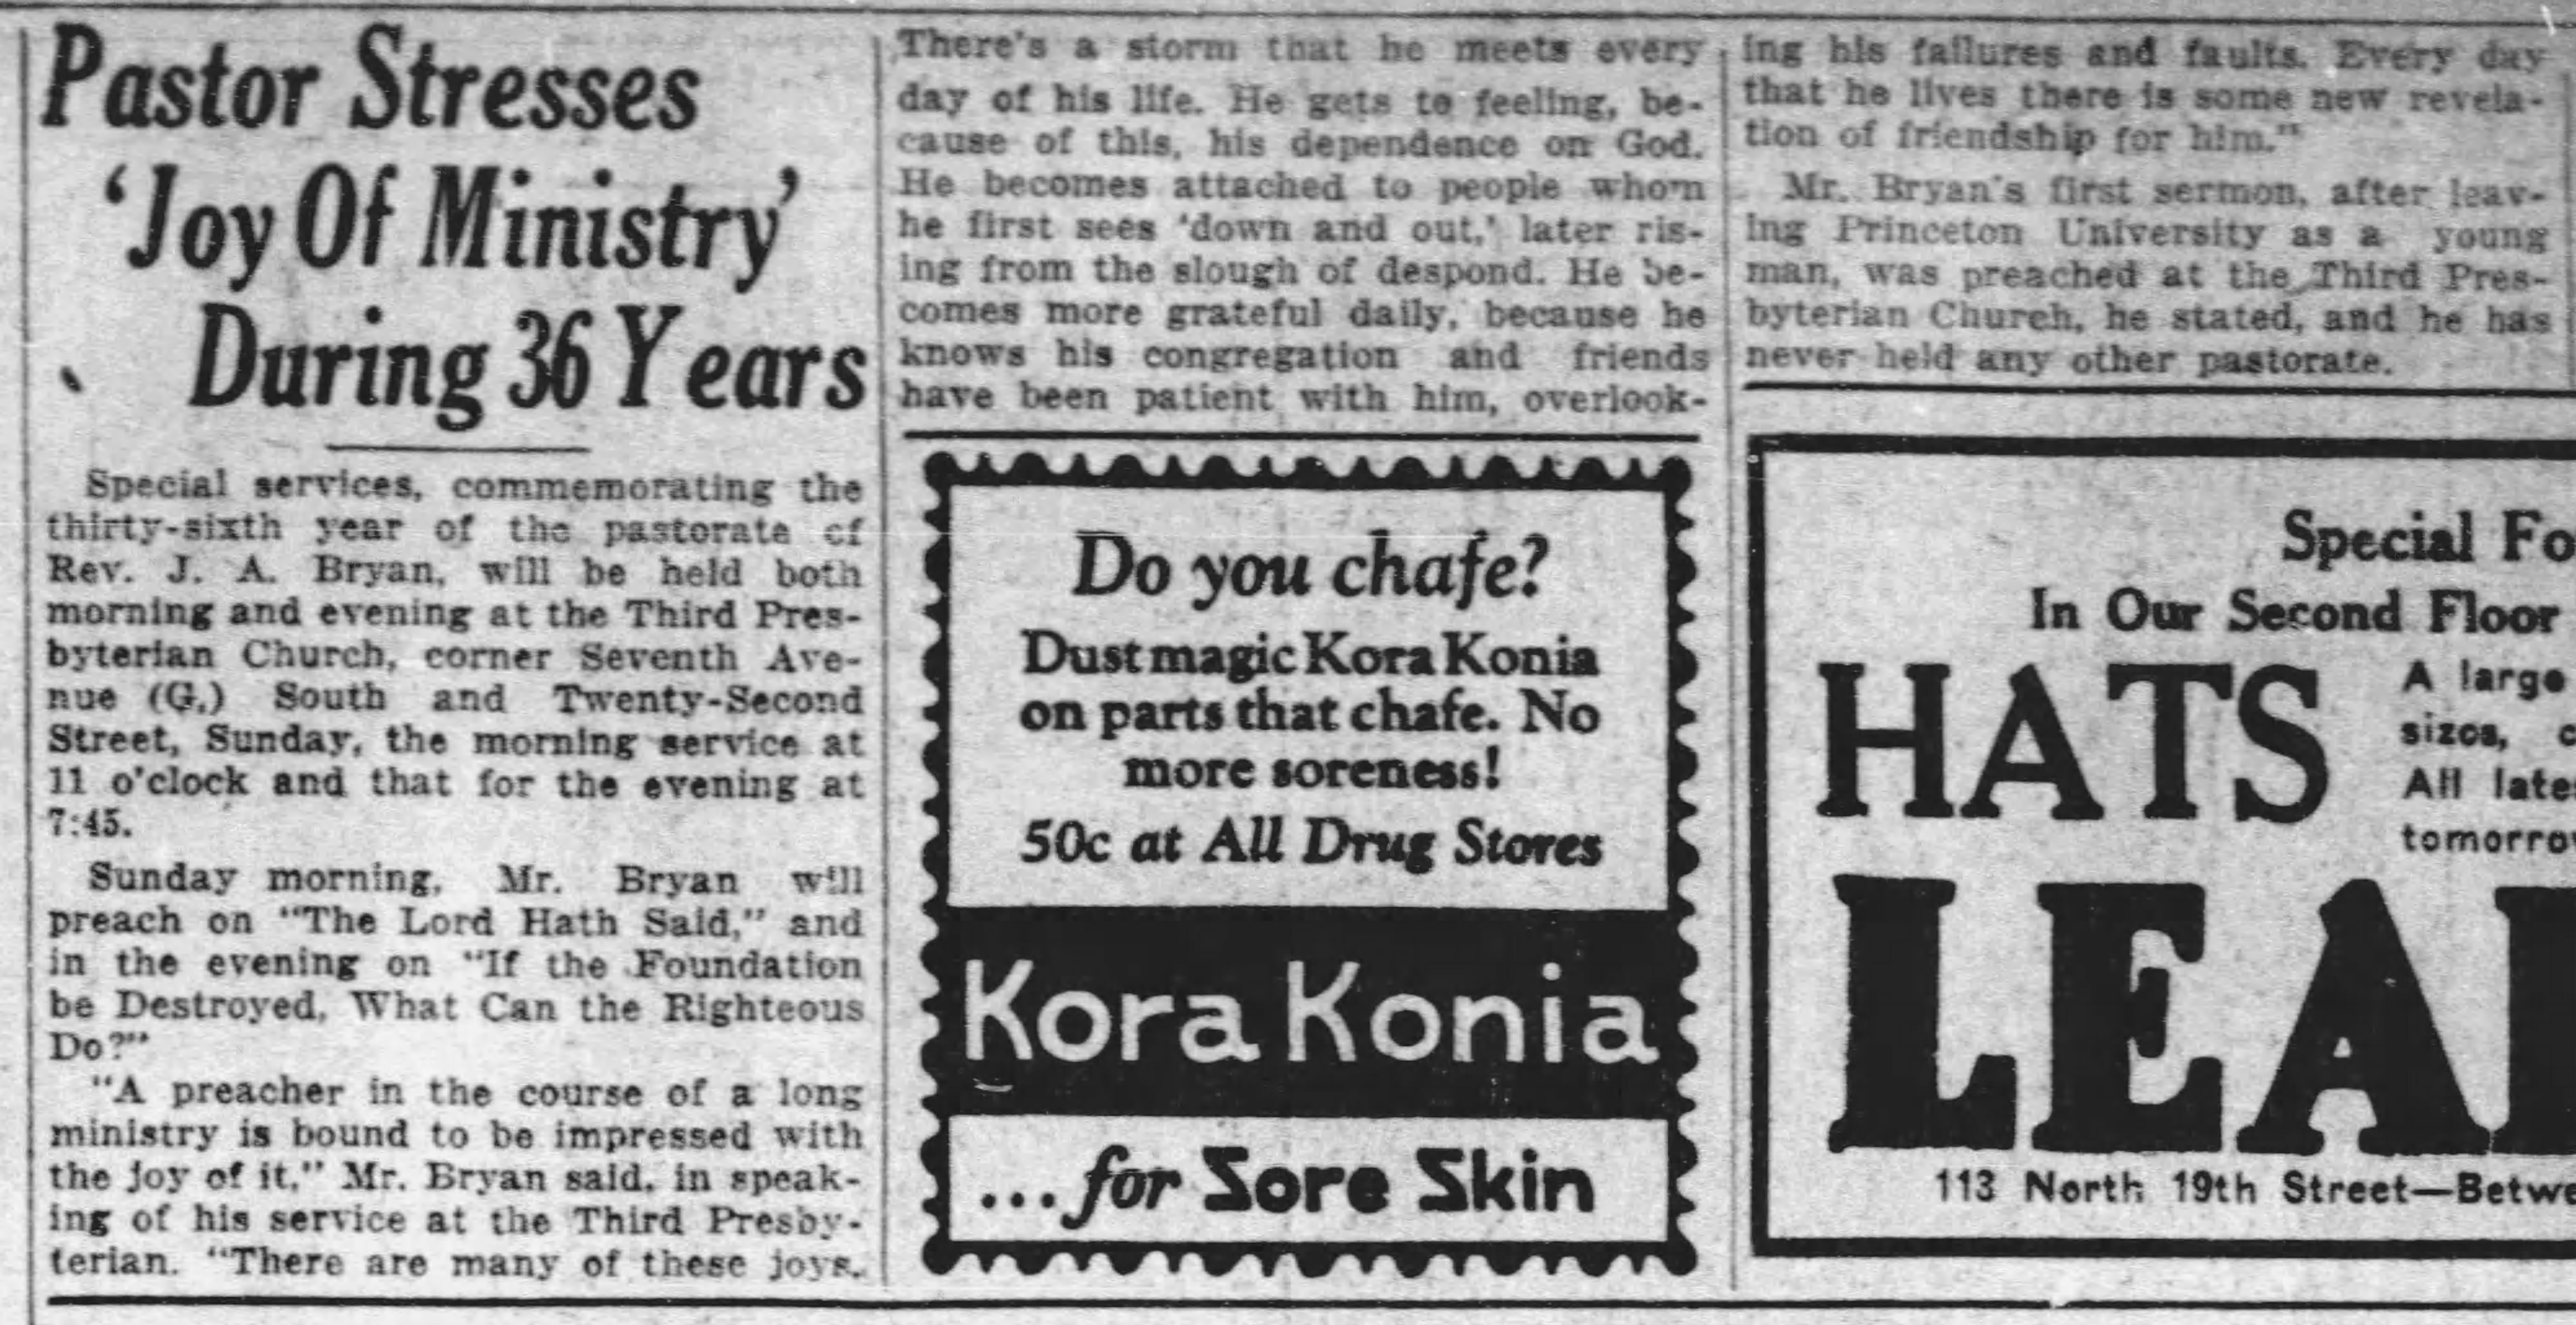 Pastor Stresses
'Joy Of Ministry'
During 36 Years
Special services, commemorating the
thirty-sixth year of the pastorate of
Rev. J. A. Bryan, will be held both
morning and evening at the Third Pres-
byterian Church, corner Seventh Ave-
nue (G.) South and Twenty-Second
Street, Sunday, the morning service at
11 o'clock and that for the evening at
7:45.
Sunday morning, Mr. Bryan will
preach on "The Lord Hath Said," and
in the evening on "If the Foundation
be Destroyed, What Can the Righteous
Do?"
"A preacher in the course of a long
ministry is bound to be impressed with
the joy of it," Mr. Bryan said, in speak-
ing of his service at the Third Presby-
terian. "There are many of these joys.
There's a storm that he meets every
day of his life. He gets to feeling, be-
cause of this, his dependence on God.
He becomes attached to people whom
he first sees 'down and out,' later ris-
ing from the slough of despond. He be-
comes more grateful daily, because he
knows his congregation and friends
have been patient with him, overlook-
ing his failures and faults. Every day
that he lives there is some new revela-
tion of friendship for him."
Mr. Bryan's first sermon, after leav-
ing Princeton University as a young
man, was preached at the Third Pres-
byterian Church, he stated, and he has
never held any other pastorate.
Do you chafe?
Dust magic Kora Konia
on parts that chafe. No
more soreness!
50c at All Drug Stores
Kora Konia
...for Sore Skin
Special Fo
In Our Second Floor
HATS
A large
sizes, c
All late
tomorro
LEA
113 North 19th Street—Betwe